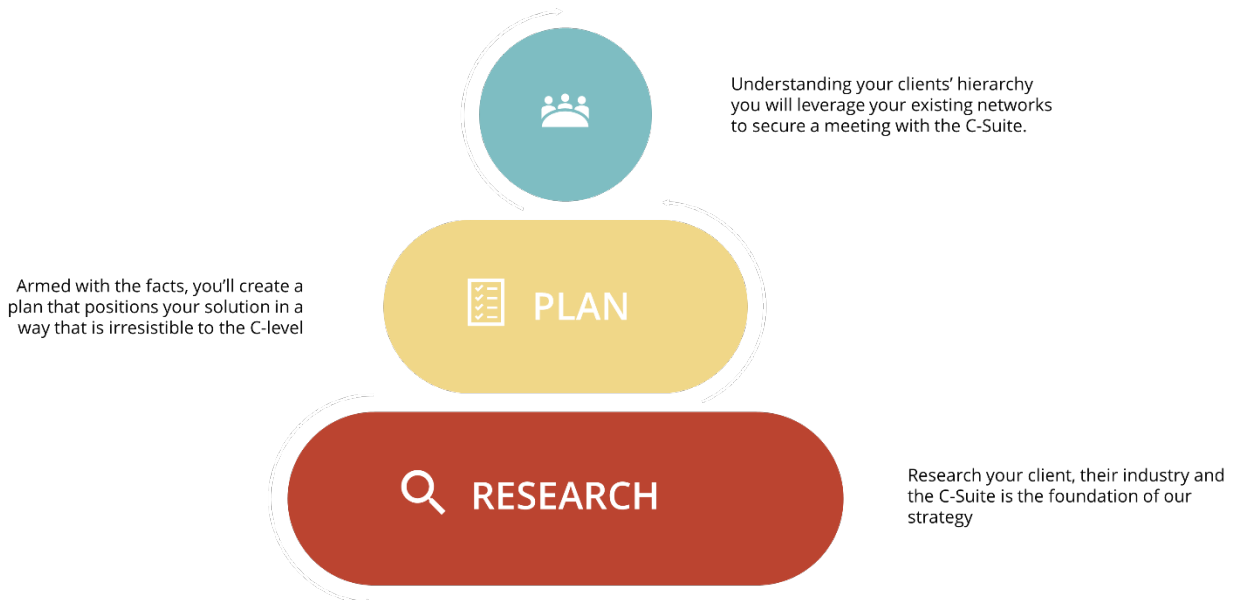 Understanding your clients’ hierarchy
you will leverage your existing networks
to secure a meeting with the C-Suite.
Armed with the facts, you’ll create a
plan that positions your solution in a
way that is irresistible to the C-level
PLAN
RESEARCH
Research your client, their industry and
the C-Suite is the foundation of our
strategy